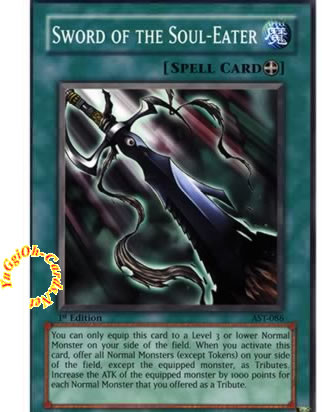 SWORD OF THE SOUL-EATER
[SPELL CARD]
YuGgiOh-Cards.Net
1st Edition
AST-086
You can only equip this card to a Level 3 or lower Normal
Monster on your side of the field. When you activate this
card, offer all Normal Monsters (except Tokens) on your side
of the field, except the equipped monster, as Tributes.
Increase the ATK of the equipped monster by 1000 points for
each Normal Monster that you offered as a Tribute.